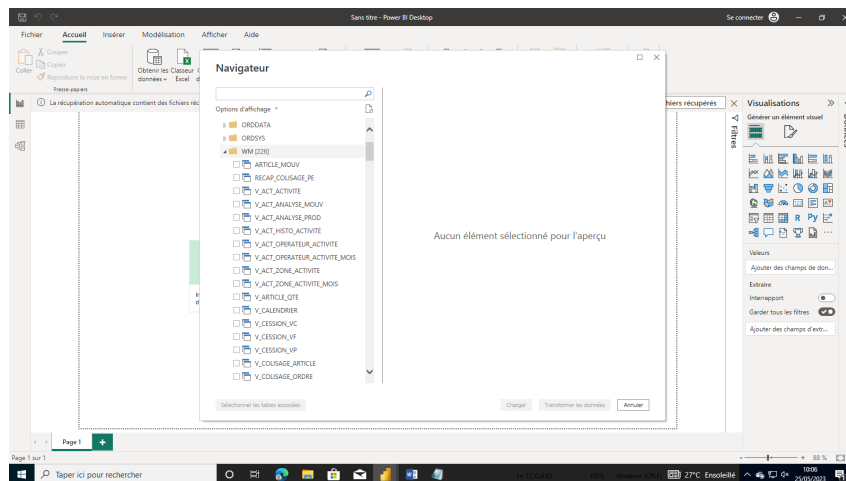 Sans titre - Power BI Desktop
Se connecter
Fichier Accueil Insérer Modélisation Afficher Aide
Coller
Couper
Copier
Reproduire la mise en forme
Presse-papiers
Obtenir les données
Classeur Excel
La récupération automatique contient des fichiers réc
hiers récupérés
Navigateur
Options d'affichage
ORDDATA
ORDSYS
WM [226]
ARTICLE_MOUV
RECAP_COLISAGE_PE
V_ACT_ACTIVITE
V_ACT_ANALYSE_MOUV
V_ACT_ANALYSE_PROD
V_ACT_HISTO_ACTIVITE
V_ACT_OPERATEUR_ACTIVITE
V_ACT_OPERATEUR_ACTIVITE_MOIS
V_ACT_ZONE_ACTIVITE
V_ACT_ZONE_ACTIVITE_MOIS
V_ARTICLE_QTE
V_CALENDRIER
V_CESSION_VC
V_CESSION_VF
V_CESSION_VP
V_COLISAGE_ARTICLE
V_COLISAGE_ORDRE
Aucun élément sélectionné pour l'aperçu
Sélectionner les tables associées
Charger
Transformer les données
Annuler
Filtres
Visualisations
Générer un élément visuel
R Py
Valeurs
Ajouter des champs de don...
Extraire
Interrapport
Garder tous les filtres
Ajouter des champs d'extr...
Page 1
Page 1 sur 1
88 %
Taper ici pour rechercher
27°C Ensoleillé
10:06
25/05/2023